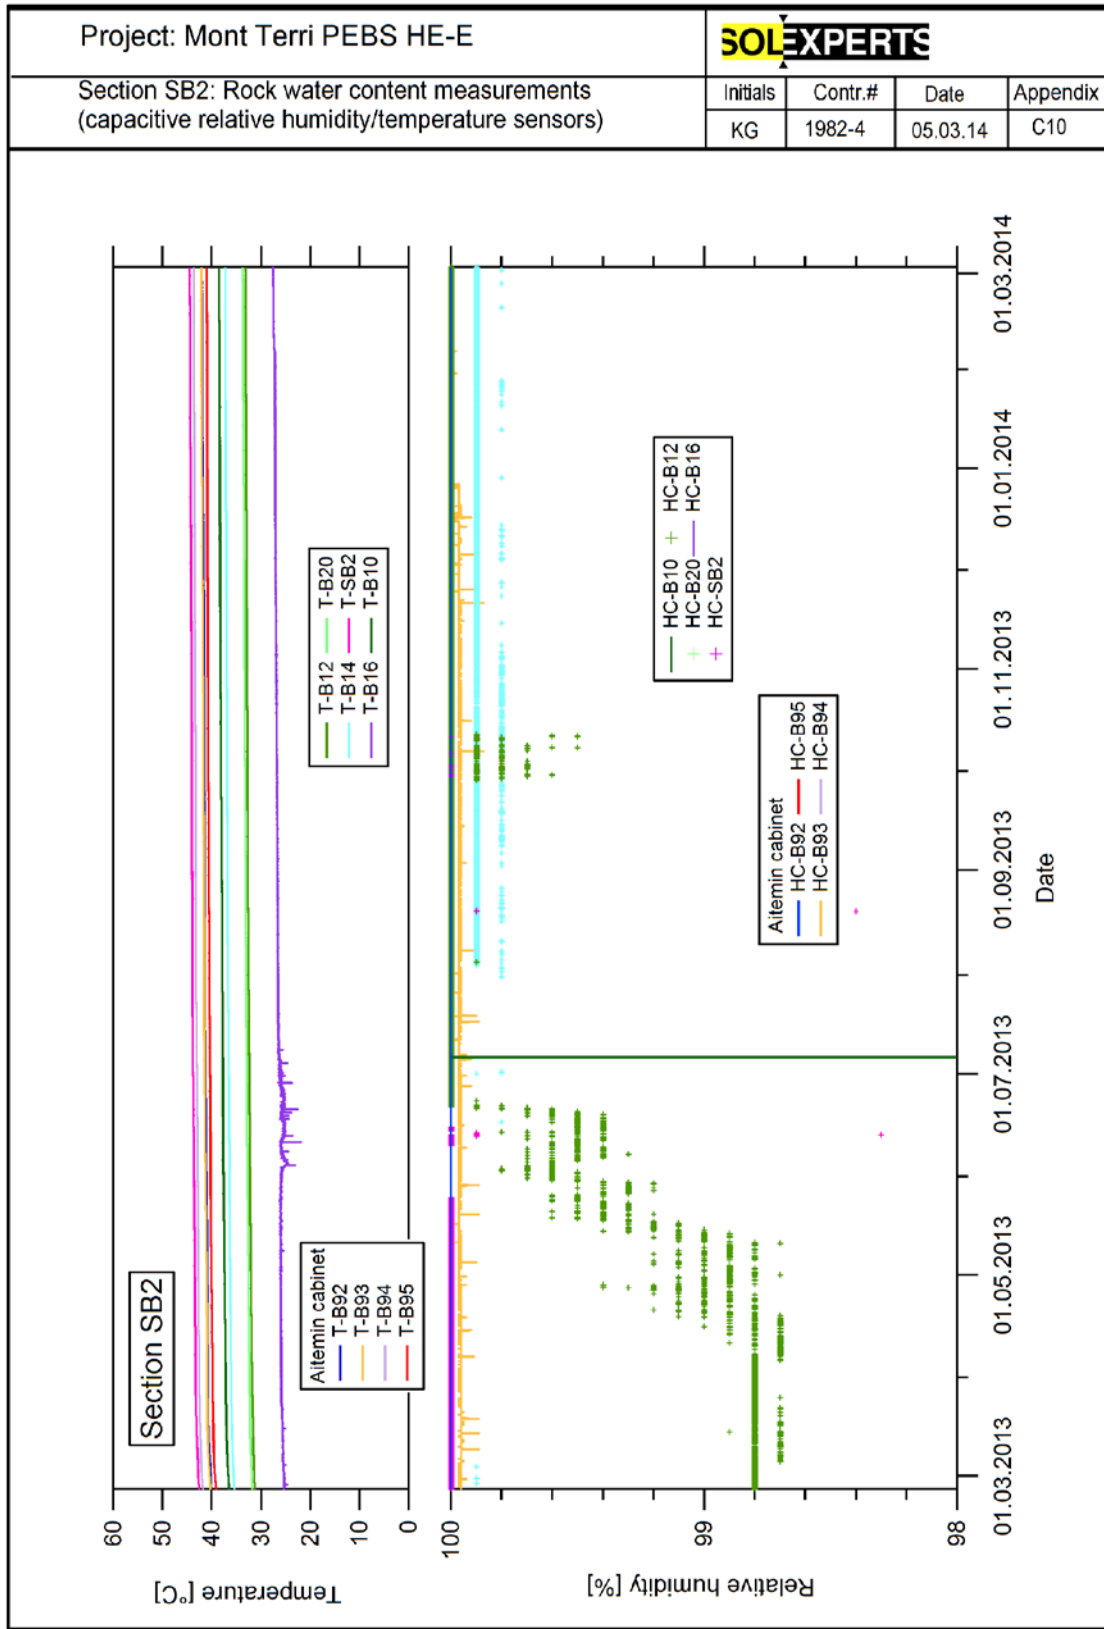 Project: Mont Terri PEBS HE-E
SOLEXPERTS
Section SB2: Rock water content measurements
(capacitive relative humidity/temperature sensors)
Initials Contr.# Date Appendix
KG 1982-4 05.03.14 C10
Section SB2
Temperature [°C]
60
50
40
30
20
10
0
Aitemin cabinet
T-B92
T-B93
T-B94
T-B95
T-B12 T-B20
T-B14 T-SB2
T-B16 T-B10
Relative humidity [%]
100
99
98
HC-B10 HC-B12
HC-B20 HC-B16
HC-SB2
Aitemin cabinet
HC-B92 HC-B95
HC-B93 HC-B94
01.03.2013 01.05.2013 01.07.2013 01.09.2013 01.11.2013 01.01.2014 01.03.2014
Date